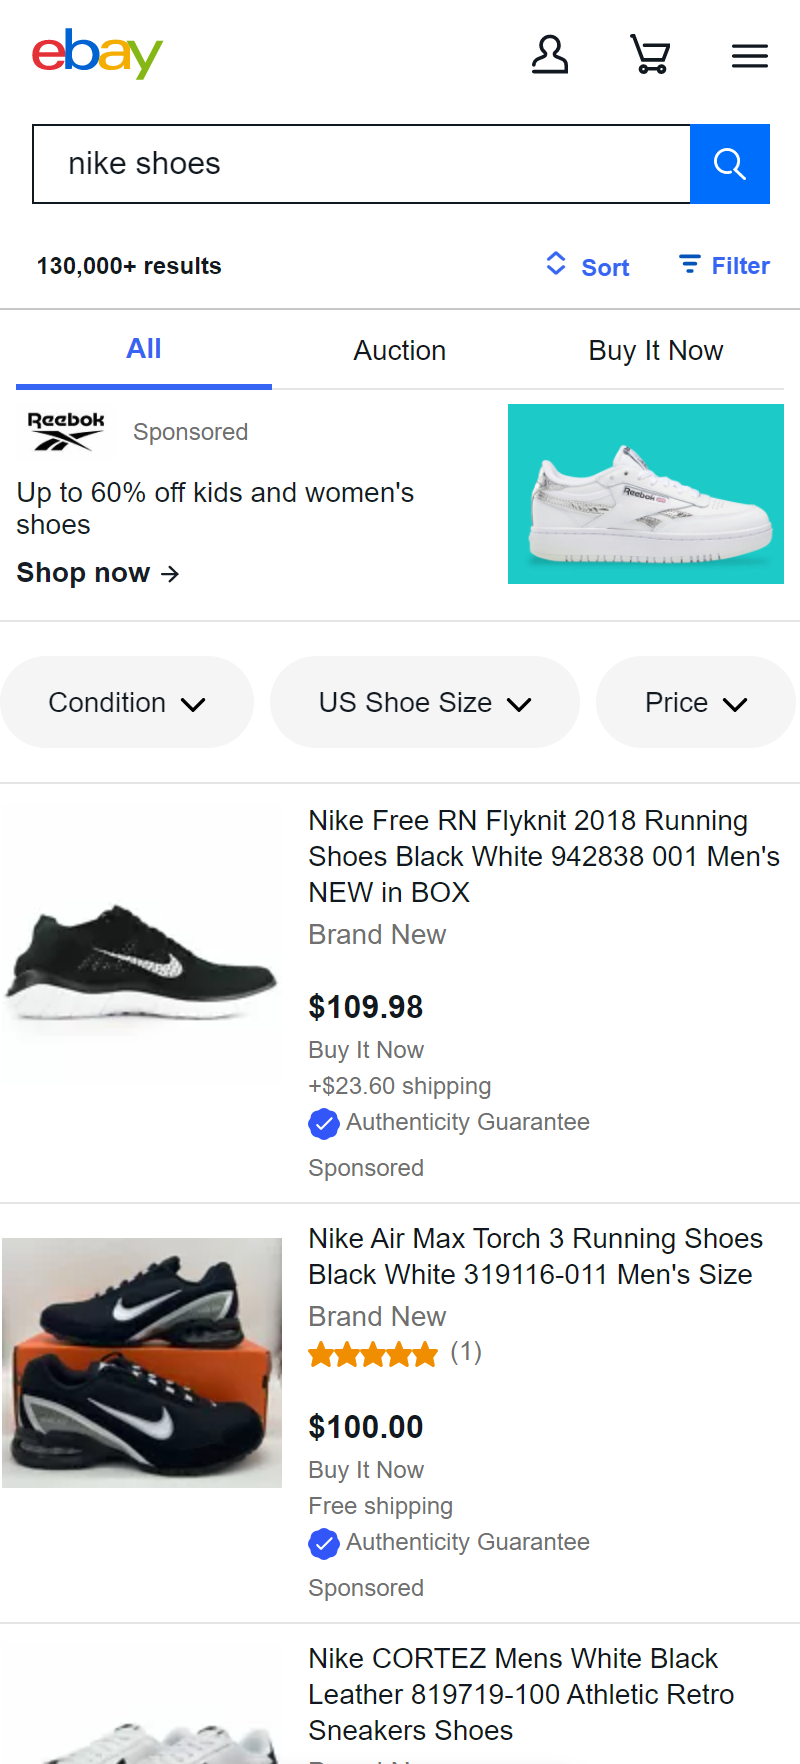 ebay
nike shoes
130,000+ results
Sort
Filter
All
Auction
Buy It Now
Reebok
Sponsored
Up to 60% off kids and women's
shoes
Shop now →
Reebok
Condition
US Shoe Size
Price
Nike Free RN Flyknit 2018 Running
Shoes Black White 942838 001 Men's
NEW in BOX
Brand New
$109.98
Buy It Now
+$23.60 shipping
Authenticity Guarantee
Sponsored
Nike Air Max Torch 3 Running Shoes
Black White 319116-011 Men's Size
Brand New
(1)
$100.00
Buy It Now
Free shipping
Authenticity Guarantee
Sponsored
Nike CORTEZ Mens White Black
Leather 819719-100 Athletic Retro
Sneakers Shoes